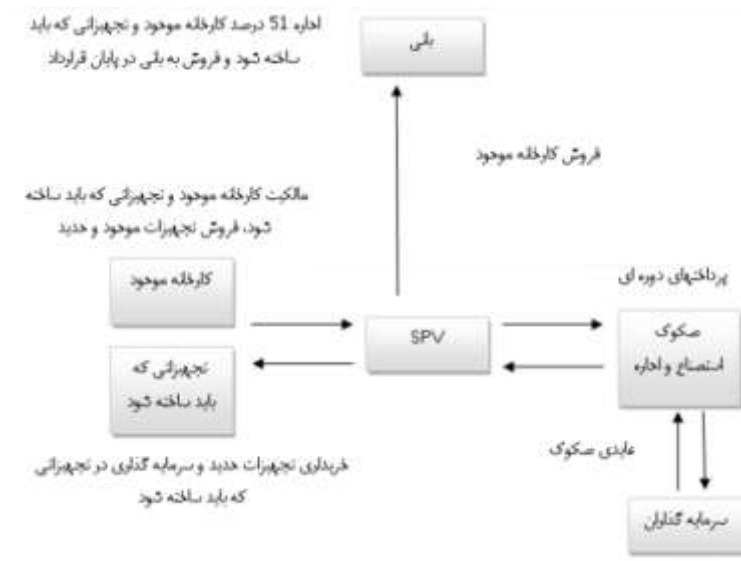 اجاره 51 درصد کارخانه موجود و تجهیزاتی که باید
ساخته شود و فروش به بانی در پایان قرارداد
بانی
فروش کارخانه موجود
مالکیت کارخانه موجود و تجهیزاتی که باید ساخته
شود، فروش تجهیزات موجود و جدید
کارخانه موجود
پرداختهای دوره ای
SPV
صکوک
استصناع و اجاره
تجهیزاتی که
باید ساخته شود
عایدی صکوک
خریداری تجهیزات جدید و سرمایه گذاری در تجهیزاتی
که باید ساخته شود
سرمایه گذاران